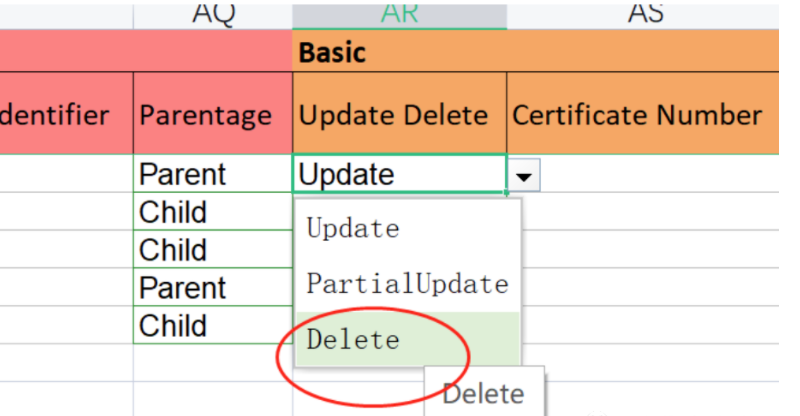 AQ AR AS
Basic
dentifier Parentage Update Delete Certificate Number
Parent Update
Child
Child
Parent
Child
Update
PartialUpdate
Delete
Delete